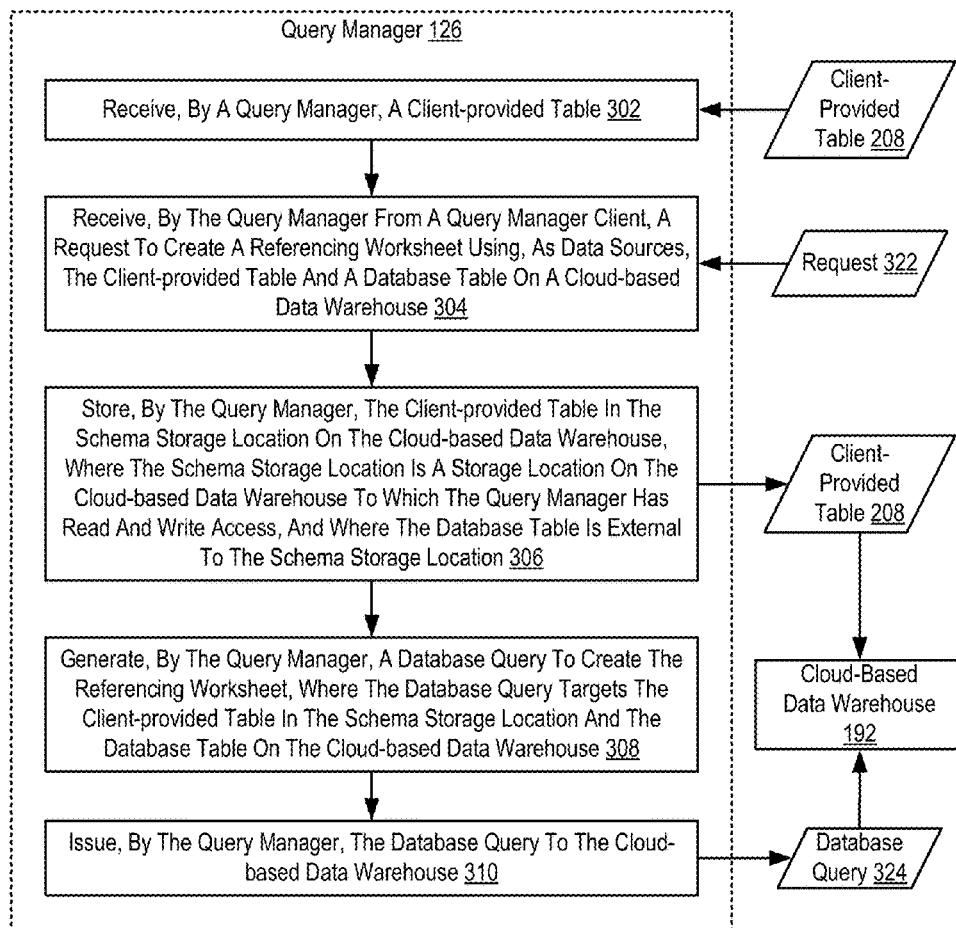 Query Manager 126
Receive, By A Query Manager, A Client-provided Table 302
Client-
Provided
Table 208
Receive, By The Query Manager From A Query Manager Client, A
Request To Create A Referencing Worksheet Using, As Data Sources,
The Client-provided Table And A Database Table On A Cloud-based
Data Warehouse 304
Request 322
Store, By The Query Manager, The Client-provided Table In The
Schema Storage Location On The Cloud-based Data Warehouse,
Where The Schema Storage Location Is A Storage Location On The
Cloud-based Data Warehouse To Which The Query Manager Has
Read And Write Access, And Where The Database Table Is External
To The Schema Storage Location 306
Client-
Provided
Table 208
Generate, By The Query Manager, A Database Query To Create The
Referencing Worksheet, Where The Database Query Targets The
Client-provided Table In The Schema Storage Location And The
Database Table On The Cloud-based Data Warehouse 308
Cloud-Based
Data Warehouse
192
Issue, By The Query Manager, The Database Query To The Cloud-
based Data Warehouse 310
Database
Query 324